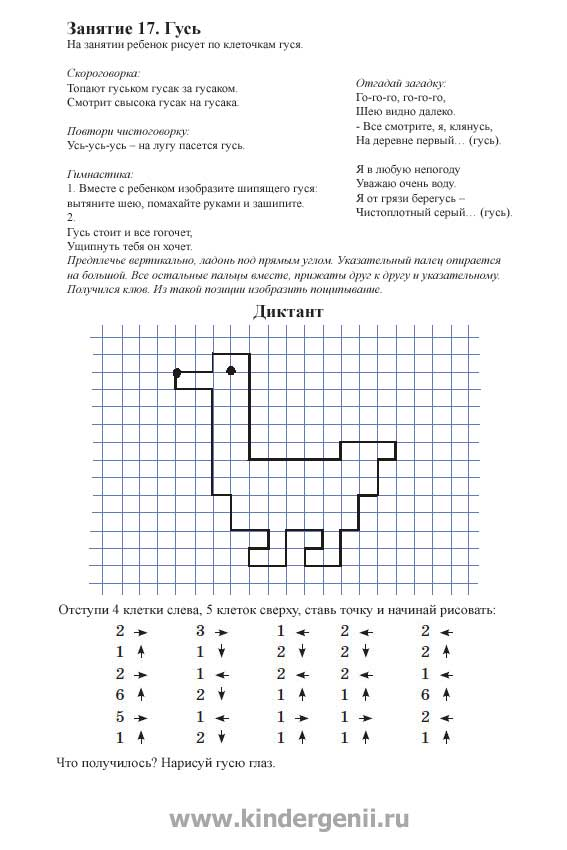 Занятие 17. Гусь
На занятии ребенок рисует по клеточкам гуся.
Скороговорка:
Топают гуськом гусак за гусаком.
Смотрит свысока гусак на гусака.
Повтори чистоговорку:
Усь-усь-усь – на лугу пасется гусь.
Гимнастика:
1. Вместе с ребенком изобразите шипящего гуся:
вытяните шею, помахайте руками и зашипите.
2.
Гусь стоит и все гогочет,
Ущипнуть тебя он хочет.
Отгадай загадку:
Го-го-го, го-го-го,
Шею видно далеко.
- Все смотрите, я, клянусь,
На деревне первый… (гусь).
Я в любую непогоду
Уважаю очень воду.
Я от грязи берегусь –
Чистоплотный серый… (гусь).
Предплечье вертикально, ладонь под прямым углом. Указательный палец опирается
на большой. Все остальные пальцы вместе, прижаты друг к другу и указательному.
Получился клюв. Из такой позиции изобразить пощипывание.
Диктант
Отступи 4 клетки слева, 5 клеток сверху, ставь точку и начинай рисовать:
2 → 3 → 1 ← 2 ← 2 ←
1 ↑ 1 ↓ 2 ↓ 2 ↓ 2 ↑
2 → 1 ← 2 ← 2 ← 1 ←
6 ↑ 2 ↓ 1 ↑ 1 ↑ 6 ↑
5 → 1 ← 1 → 1 → 2 ←
1 ↑ 2 ↓ 1 ↑ 1 ↑ 1 ↑
Что получилось? Нарисуй гусю глаз.
www.kindergenii.ru